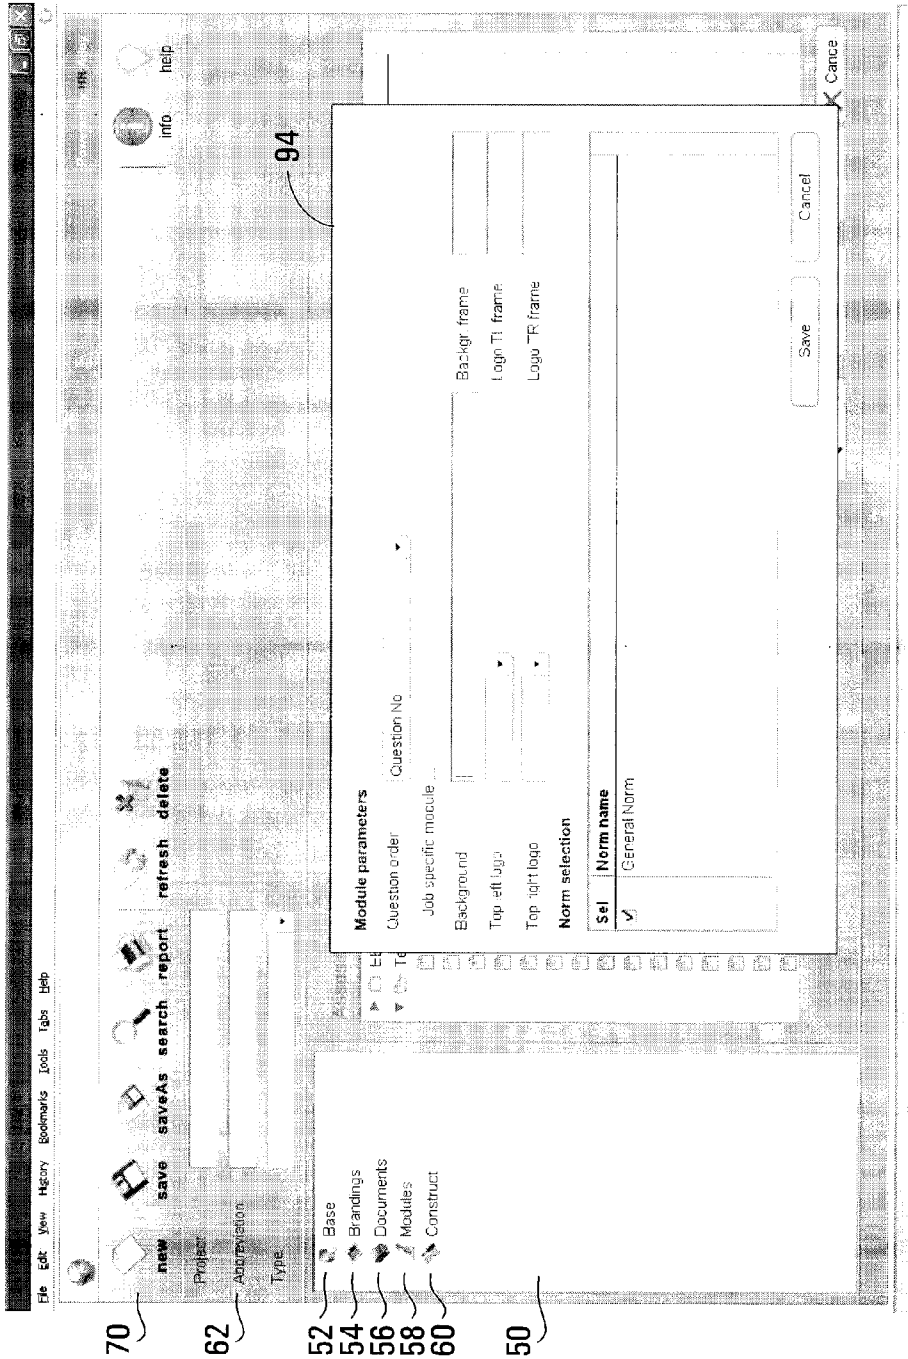 File Edit View History Bookmarks Tools Tabs Help
new save saveAs search report refresh delete info help
70
Project
62
Abbreviation
Type
52 Base
54 Brandings
56 Documents
58 Modules
60 Construct
50
94
Module parameters
Question order Question No
Job specific module
Background Backgr. frame
Top left logo Logo TL frame
Top right logo Logo TR frame
Norm selection
Sel Norm name
General Norm
Save Cancel
Cance